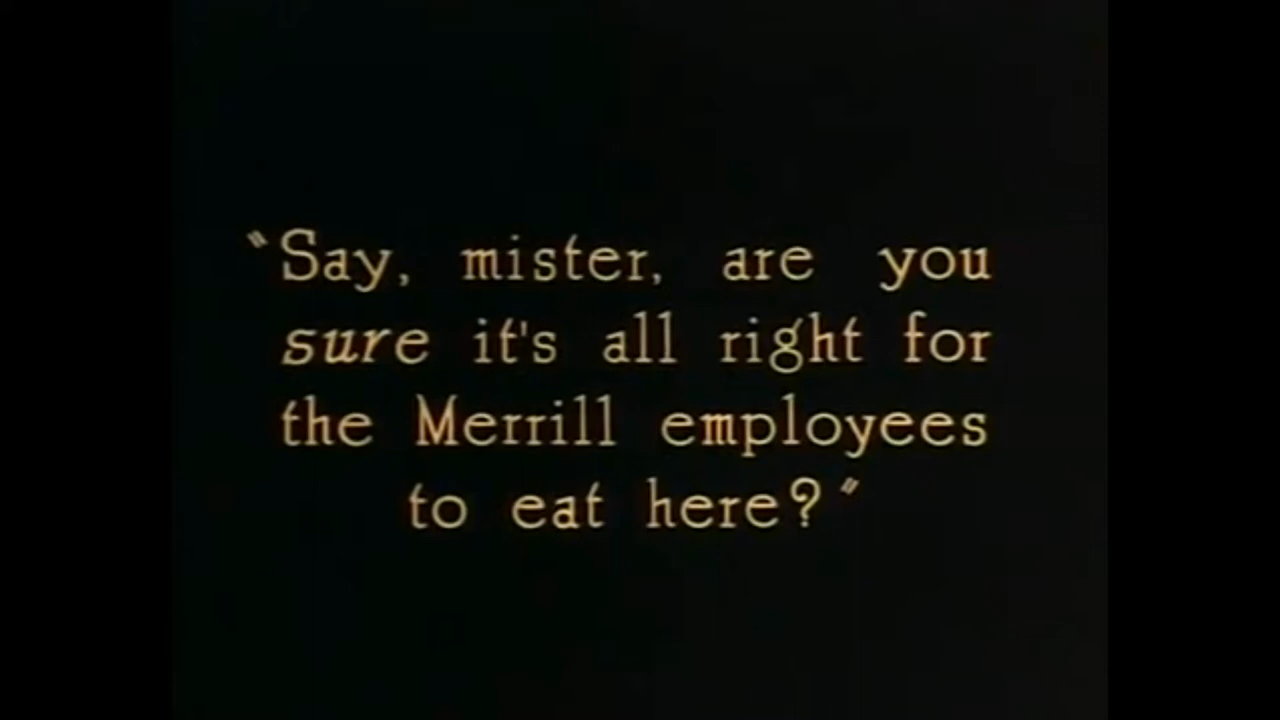 "Say, mister, are you
sure it's all right for
the Merrill employees
to eat here?"